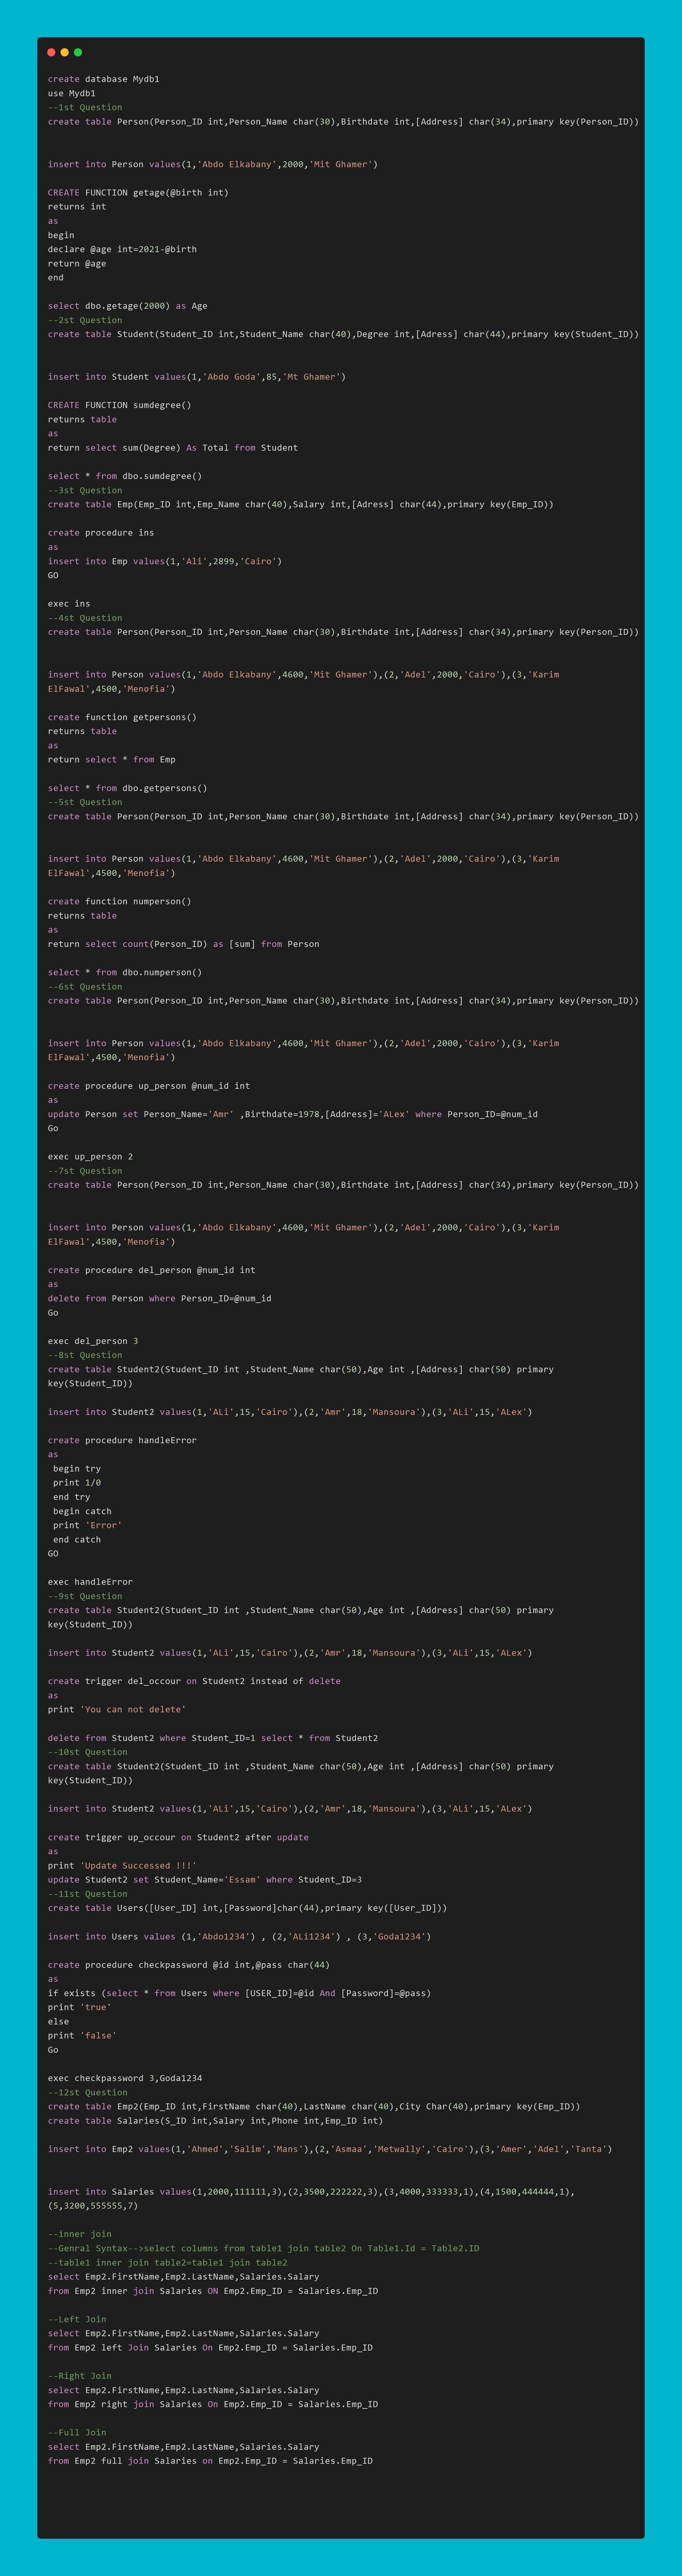 create database Mydb1
use Mydb1
--1st Question
create table Person(Person_ID int,Person_Name char(30),Birthdate int,[Address] char(34),primary key(Person_ID))
insert into Person values(1,'Abdo Elkabany',2000,'Mit Ghamer')
CREATE FUNCTION getage(@birth int)
returns int
as
begin
declare @age int=2021-@birth
return @age
end
select dbo.getage(2000) as Age
--2st Question
create table Student(Student_ID int,Student_Name char(40),Degree int,[Adress] char(44),primary key(Student_ID))
insert into Student values(1,'Abdo Goda',85,'Mt Ghamer')
CREATE FUNCTION sumdegree()
returns table
as
return select sum(Degree) As Total from Student
select * from dbo.sumdegree()
--3st Question
create table Emp(Emp_ID int,Emp_Name char(40),Salary int,[Adress] char(44),primary key(Emp_ID))
create procedure ins
as
insert into Emp values(1,'Ali',2899,'Cairo')
GO
exec ins
--4st Question
create table Person(Person_ID int,Person_Name char(30),Birthdate int,[Address] char(34),primary key(Person_ID))
insert into Person values(1,'Abdo Elkabany',4600,'Mit Ghamer'),(2,'Adel',2000,'Cairo'),(3,'Karim
ElFawal',4500,'Menofia')
create function getpersons()
returns table
as
return select * from Emp
select * from dbo.getpersons()
--5st Question
create table Person(Person_ID int,Person_Name char(30),Birthdate int,[Address] char(34),primary key(Person_ID))
insert into Person values(1,'Abdo Elkabany',4600,'Mit Ghamer'),(2,'Adel',2000,'Cairo'),(3,'Karim
ElFawal',4500,'Menofia')
create function numperson()
returns table
as
return select count(Person_ID) as [sum] from Person
select * from dbo.numperson()
--6st Question
create table Person(Person_ID int,Person_Name char(30),Birthdate int,[Address] char(34),primary key(Person_ID))
insert into Person values(1,'Abdo Elkabany',4600,'Mit Ghamer'),(2,'Adel',2000,'Cairo'),(3,'Karim
ElFawal',4500,'Menofia')
create procedure up_person @num_id int
as
update Person set Person_Name='Amr' ,Birthdate=1978,[Address]='ALex' where Person_ID=@num_id
Go
exec up_person 2
--7st Question
create table Person(Person_ID int,Person_Name char(30),Birthdate int,[Address] char(34),primary key(Person_ID))
insert into Person values(1,'Abdo Elkabany',4600,'Mit Ghamer'),(2,'Adel',2000,'Cairo'),(3,'Karim
ElFawal',4500,'Menofia')
create procedure del_person @num_id int
as
delete from Person where Person_ID=@num_id
Go
exec del_person 3
--8st Question
create table Student2(Student_ID int ,Student_Name char(50),Age int ,[Address] char(50) primary
key(Student_ID))
insert into Student2 values(1,'ALi',15,'Cairo'),(2,'Amr',18,'Mansoura'),(3,'ALi',15,'ALex')
create procedure handleError
as
begin try
print 1/0
end try
begin catch
print 'Error'
end catch
GO
exec handleError
--9st Question
create table Student2(Student_ID int ,Student_Name char(50),Age int ,[Address] char(50) primary
key(Student_ID))
insert into Student2 values(1,'ALi',15,'Cairo'),(2,'Amr',18,'Mansoura'),(3,'ALi',15,'ALex')
create trigger del_occour on Student2 instead of delete
as
print 'You can not delete'
delete from Student2 where Student_ID=1 select * from Student2
--10st Question
create table Student2(Student_ID int ,Student_Name char(50),Age int ,[Address] char(50) primary
key(Student_ID))
insert into Student2 values(1,'ALi',15,'Cairo'),(2,'Amr',18,'Mansoura'),(3,'ALi',15,'ALex')
create trigger up_occour on Student2 after update
as
print 'Update Successed !!!'
update Student2 set Student_Name='Essam' where Student_ID=3
--11st Question
create table Users([User_ID] int,[Password]char(44),primary key([User_ID]))
insert into Users values (1,'Abdo1234') , (2,'ALi1234') , (3,'Goda1234')
create procedure checkpassword @id int,@pass char(44)
as
if exists (select * from Users where [USER_ID]=@id And [Password]=@pass)
print 'true'
else
print 'false'
Go
exec checkpassword 3,Goda1234
--12st Question
create table Emp2(Emp_ID int,FirstName char(40),LastName char(40),City Char(40),primary key(Emp_ID))
create table Salaries(S_ID int,Salary int,Phone int,Emp_ID int)
insert into Emp2 values(1,'Ahmed','Salim','Mans'),(2,'Asmaa','Metwally','Cairo'),(3,'Amer','Adel','Tanta')
insert into Salaries values(1,2000,111111,3),(2,3500,222222,3),(3,4000,333333,1),(4,1500,444444,1),
(5,3200,555555,7)
--inner join
--Genral Syntax-->select columns from table1 join table2 On Table1.Id = Table2.ID
--table1 inner join table2=table1 join table2
select Emp2.FirstName,Emp2.LastName,Salaries.Salary
from Emp2 inner join Salaries ON Emp2.Emp_ID = Salaries.Emp_ID
--Left Join
select Emp2.FirstName,Emp2.LastName,Salaries.Salary
from Emp2 left Join Salaries On Emp2.Emp_ID = Salaries.Emp_ID
--Right Join
select Emp2.FirstName,Emp2.LastName,Salaries.Salary
from Emp2 right join Salaries On Emp2.Emp_ID = Salaries.Emp_ID
--Full Join
select Emp2.FirstName,Emp2.LastName,Salaries.Salary
from Emp2 full join Salaries on Emp2.Emp_ID = Salaries.Emp_ID